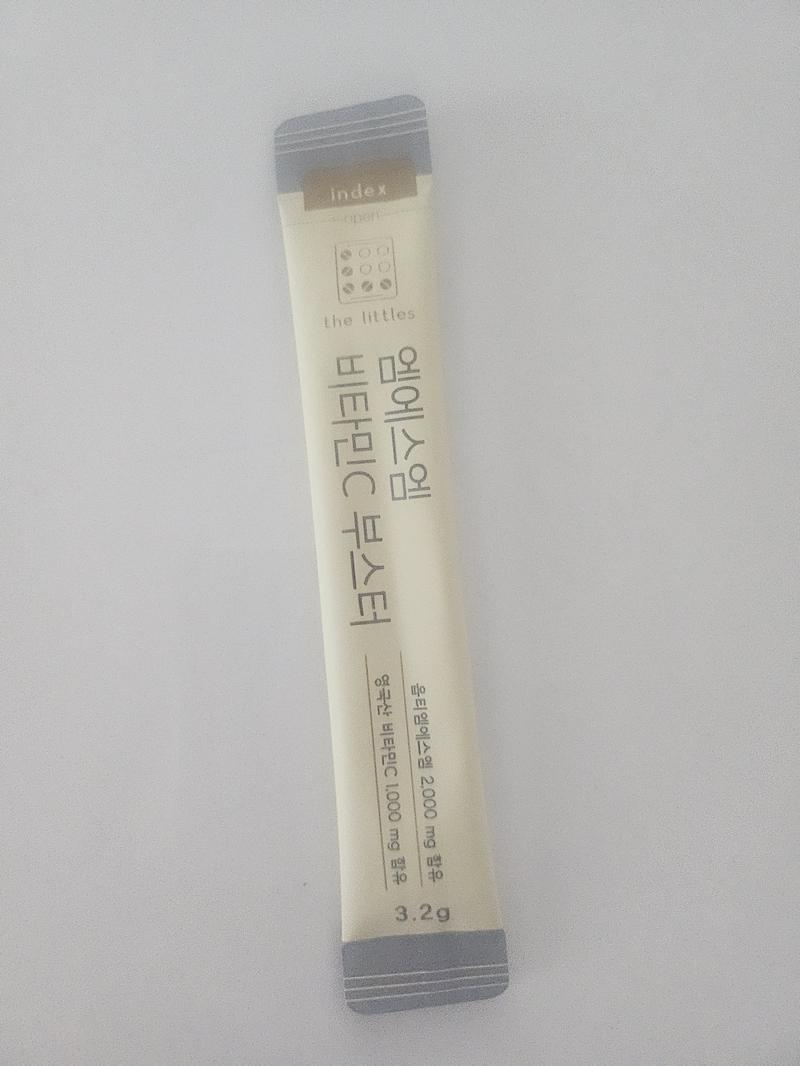 index
open
the littles
엠에스엠
비타민C 부스터
옵티엠에스엠 2,000 mg 함유
영국산 비타민C 1,000 mg 함유
3.2g